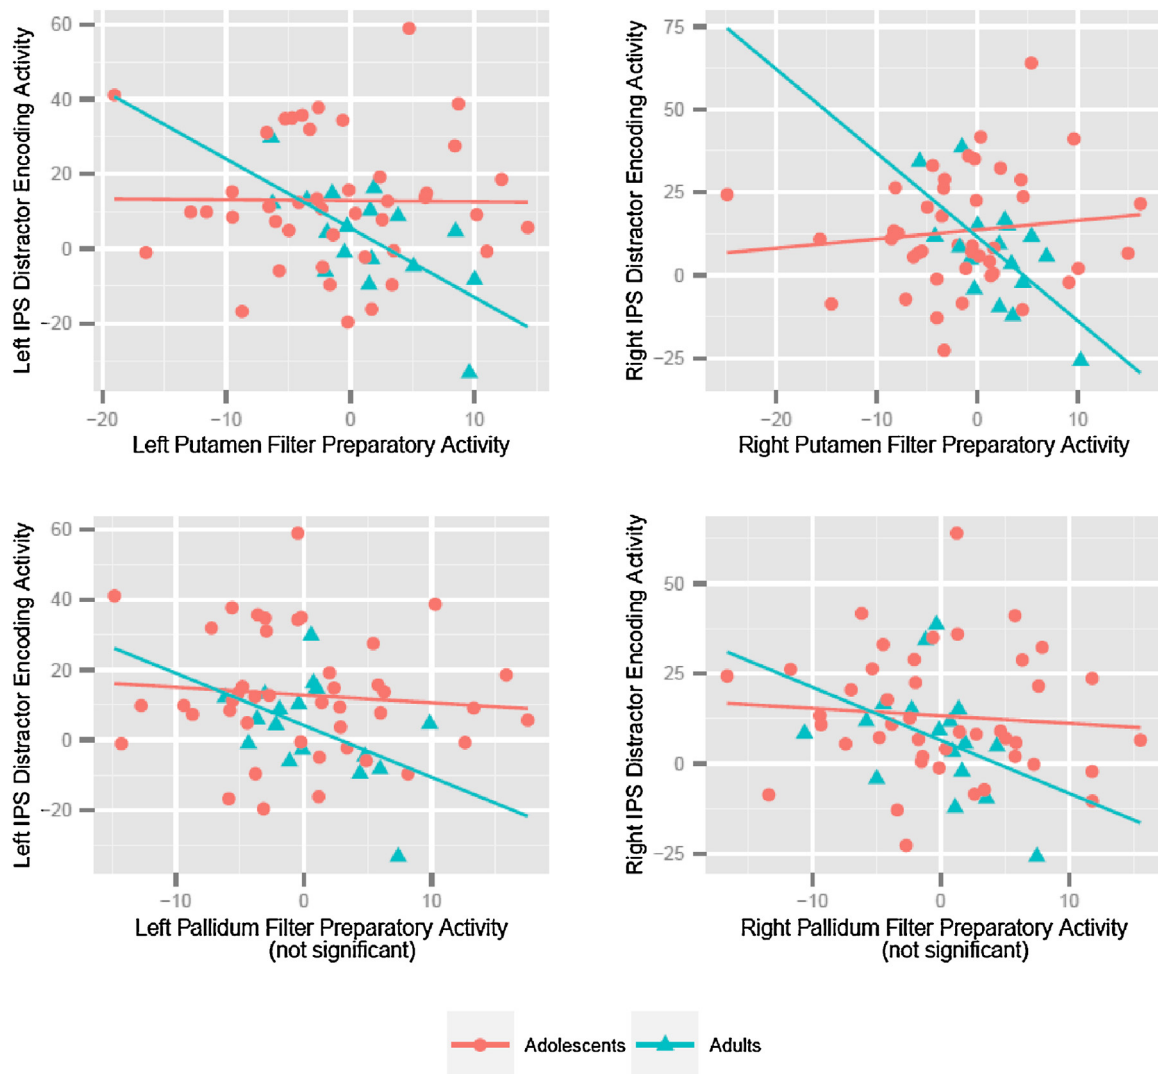 Left IPS Distractor Encoding Activity
60
40
20
0
−20
−20
−10
0
10
Left Putamen Filter Preparatory Activity
Right IPS Distractor Encoding Activity
75
50
25
0
−25
−20
−10
0
10
Right Putamen Filter Preparatory Activity
Left IPS Distractor Encoding Activity
60
40
20
0
−20
−10
0
10
Left Pallidum Filter Preparatory Activity
(not significant)
Right IPS Distractor Encoding Activity
50
25
0
−25
−10
0
10
Right Pallidum Filter Preparatory Activity
(not significant)
Adolescents
Adults